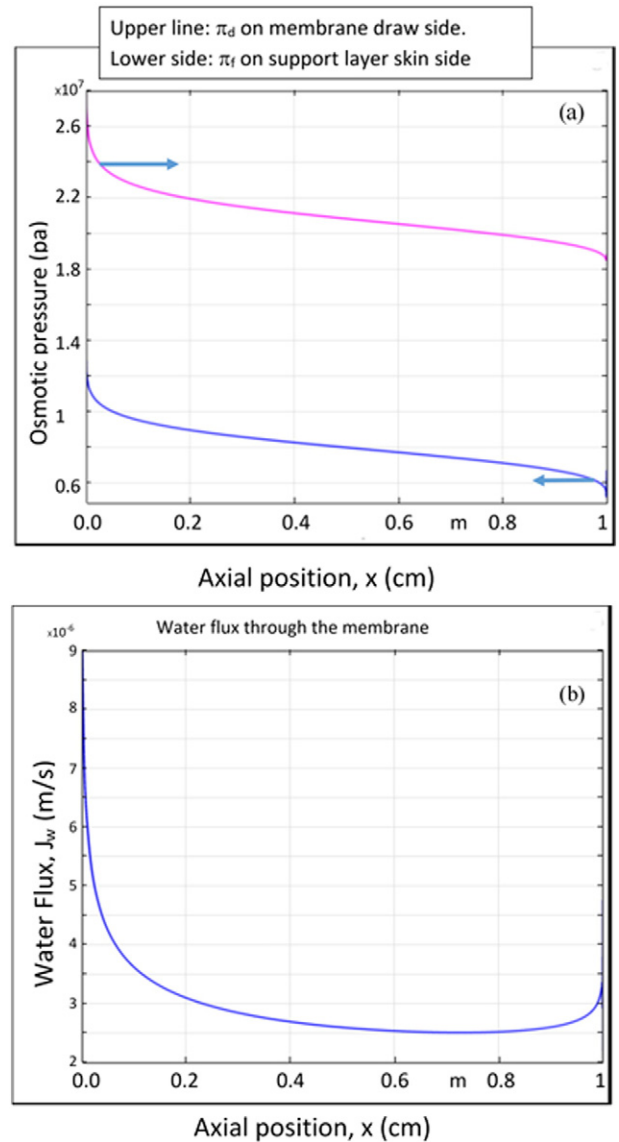 Upper line: πd on membrane draw side.
Lower side: πf on support layer skin side
x10⁷
(a)
2.6
2.2
1.8
1.4
1
0.6
Osmotic pressure (pa)
0.0 0.2 0.4 0.6 m 0.8 1
Axial position, x (cm)
x10⁻⁶
Water flux through the membrane
(b)
9
8
7
6
5
4
3
2
Water Flux, Jw (m/s)
0.0 0.2 0.4 0.6 m 0.8 1
Axial position, x (cm)